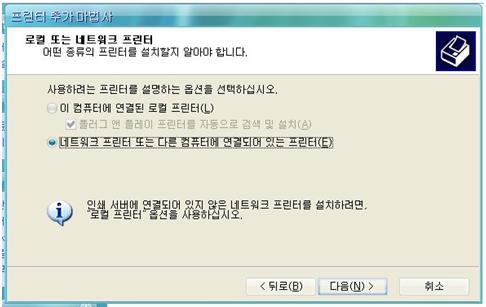 프린터 추가 마법사
로컬 또는 네트워크 프린터
어떤 종류의 프린터를 설치할지 알아야 합니다.
사용하려는 프린터를 설명하는 옵션을 선택하십시오.
이 컴퓨터에 연결된 로컬 프린터(L)
플러그 앤 플레이 프린터를 자동으로 검색 및 설치(A)
네트워크 프린터 또는 다른 컴퓨터에 연결되어 있는 프린터(E)
인쇄 서버에 연결되어 있지 않은 네트워크 프린터를 설치하려면,
"로컬 프린터" 옵션을 사용하십시오.
< 뒤로(B) 다음(N) > 취소